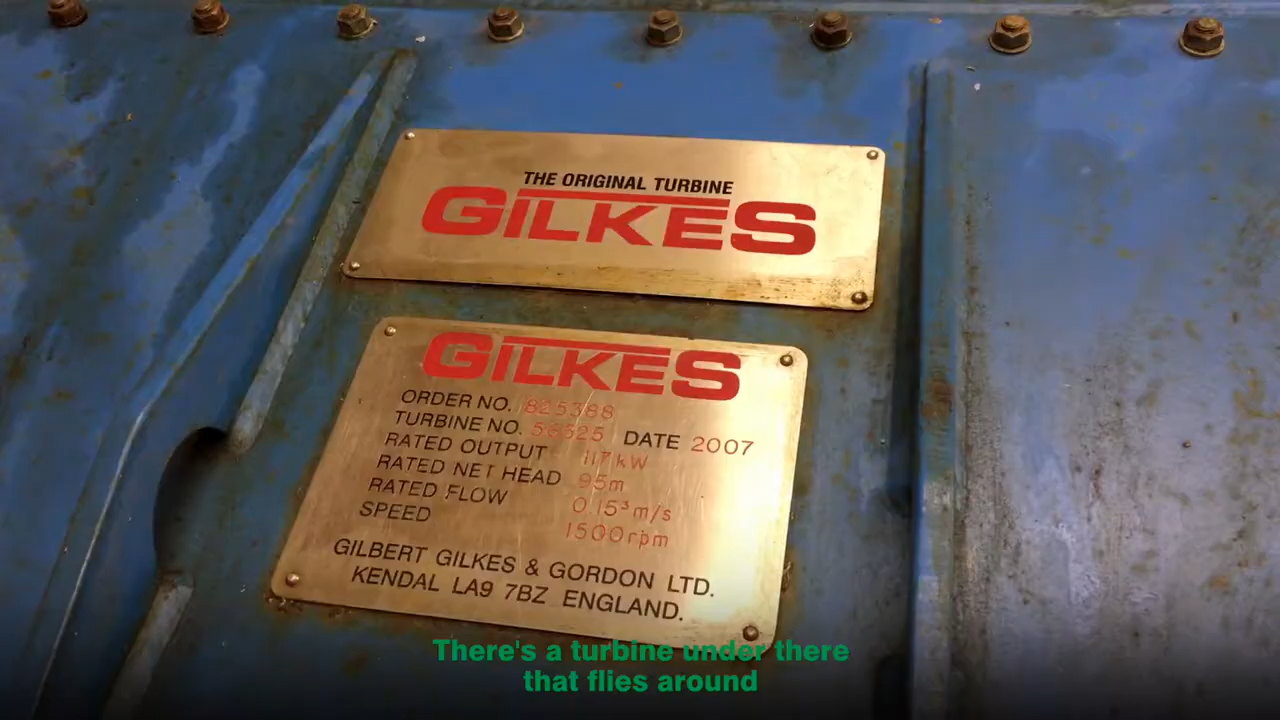 THE ORIGINAL TURBINE
GILKES
GILKES
ORDER NO. 825388
TURBINE NO. 56525 DATE 2007
RATED OUTPUT 117kW
RATED NET HEAD 95m
RATED FLOW 0.15³m/s
SPEED 1500rpm
GILBERT GILKES & GORDON LTD.
KENDAL LA9 7BZ ENGLAND.
There's a turbine under there
that flies around